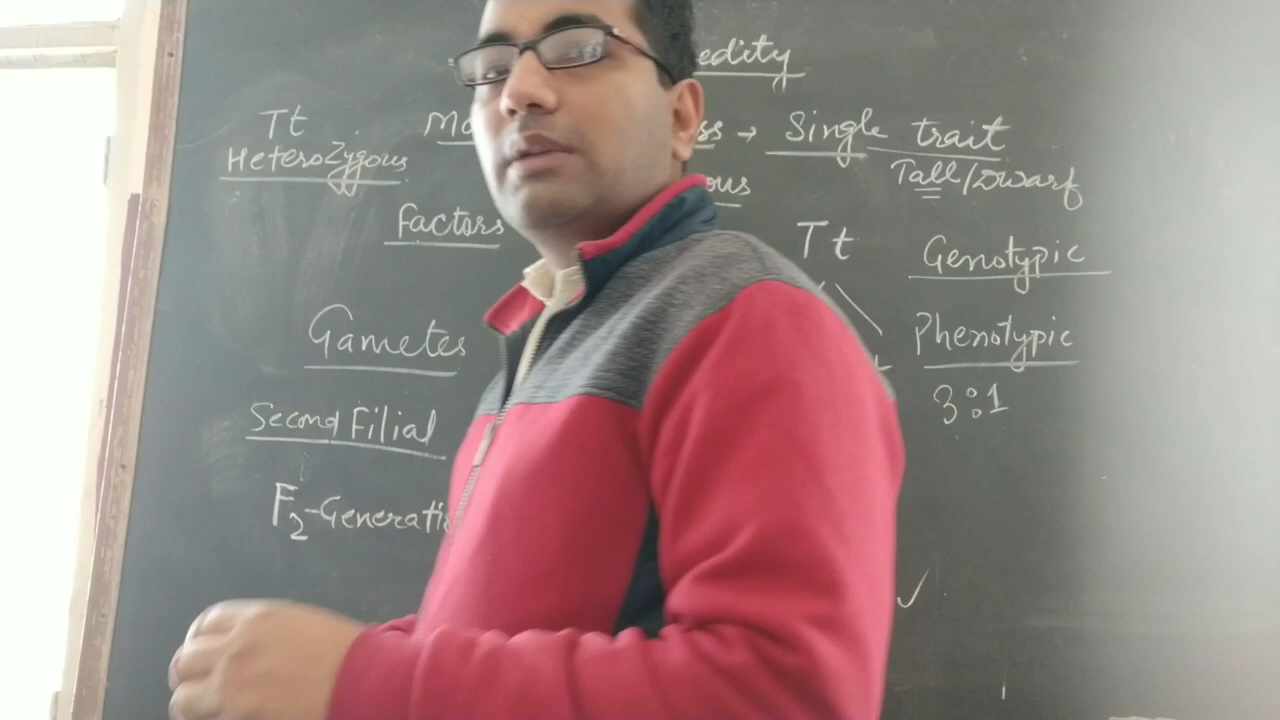 edity
Tt
Mo ss → Single trait
HeteroZygous
ous
Tall/Dwarf
factors
Tt
Genotypic
Gametes
Phenotypic
3:1
Second Filial
F2-Generati